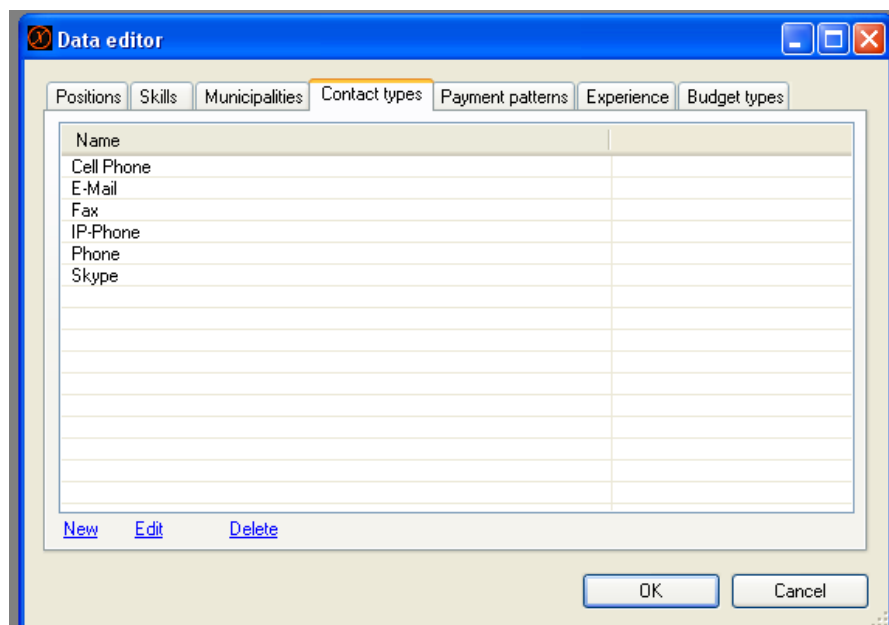 Data editor
Positions Skills Municipalities Contact types Payment patterns Experience Budget types
Name
Cell Phone
E-Mail
Fax
IP-Phone
Phone
Skype
New Edit Delete
OK Cancel